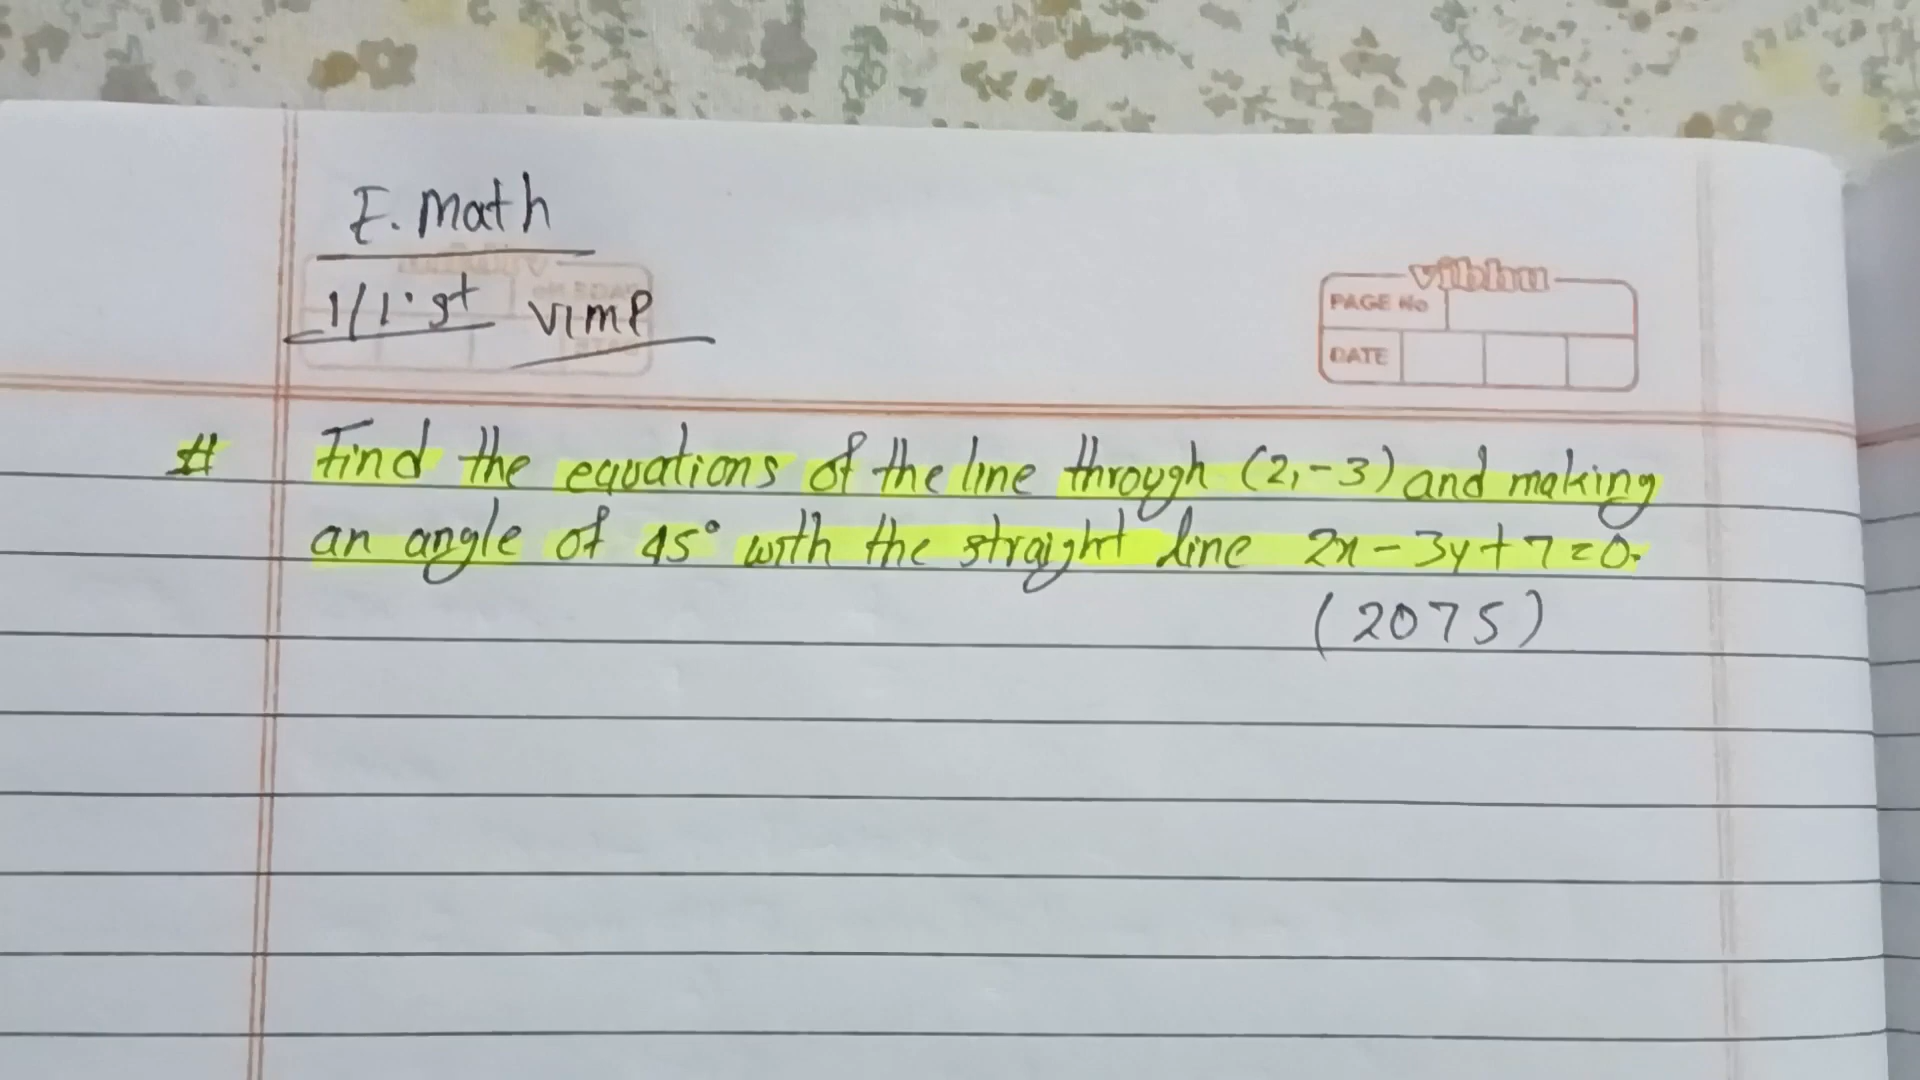 E. Math
1/1.st VIMP
vibhu
PAGE No
DATE
# Find the equations of the line through (2,-3) and making
an angle of 45° with the straight line 2x-3y+7=0.
(2075)